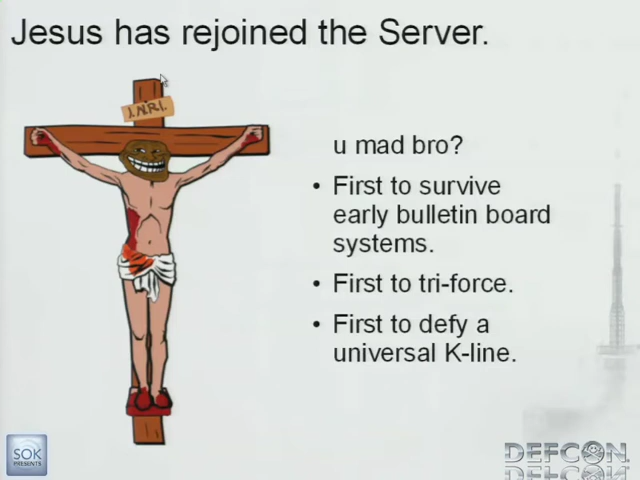 Jesus has rejoined the Server.
I.N.R.I.
u mad bro?
• First to survive
early bulletin board
systems.
• First to tri-force.
• First to defy a
universal K-line.
SOK
PRESENTS
DEFCON